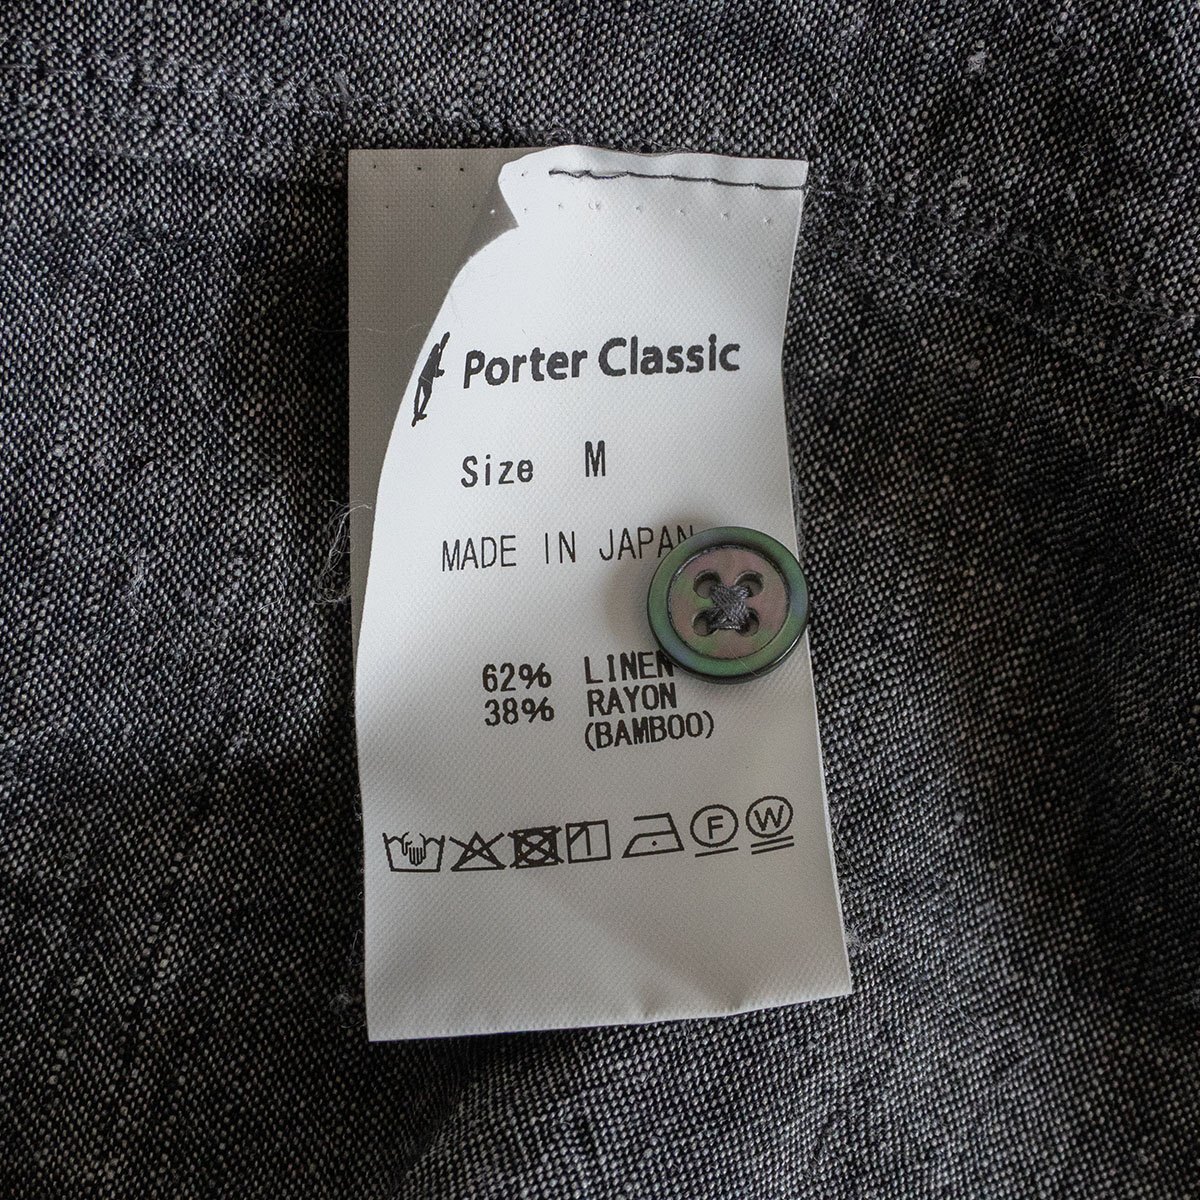 Porter Classic
Size M
MADE IN JAPAN
62% LINEN
38% RAYON
(BAMBOO)
F W